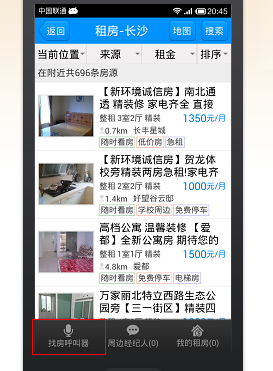 中国联通 20:45
返回 租房-长沙 地图 搜索
当前位置 来源 租金 排序
在附近共696条房源
【新环境诚信房】南北通
透 精装修 家电齐全 直接
整租 3室2厅 精装 1350元/月
0.7km 长丰星城
随时看房 低价房 急租
【新环境诚信房】贺龙体
校旁精装两房急租!家电齐
整租 2室2厅 精装 1000元/月
1.4km 好望谷云邸
随时看房 学校周边 免费停车
高档公寓 温馨装修 【爱
都】全新公寓房 期待您的
整租 1室1厅 精装 1500元/月
4.8km 爱都
随时看房 免费停车 电梯房
万家丽北特立西路生态公
园旁【三一街区】精装四
找房呼叫器 周边经纪人(0) 我的租房(0)